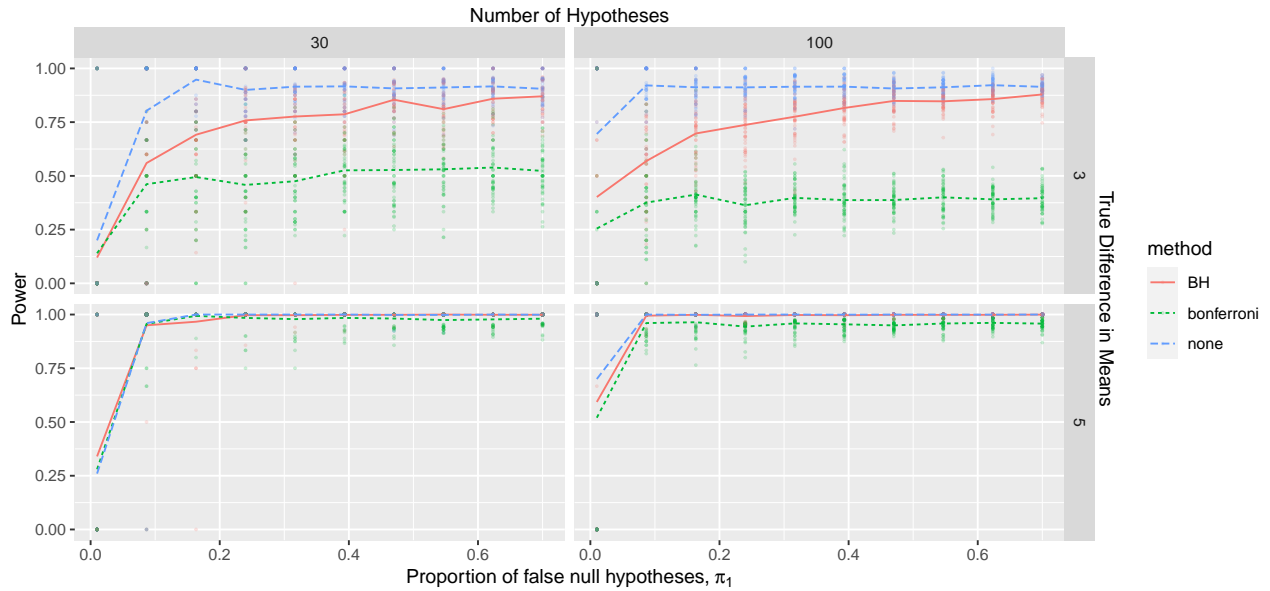 Number of Hypotheses
30
100
1.00
0.75
0.50
0.25
0.00
1.00
0.75
0.50
0.25
0.00
Power
3
5
True Difference in Means
0.0
0.2
0.4
0.6
0.0
0.2
0.4
0.6
Proportion of false null hypotheses, π₁
method
BH
bonferroni
none